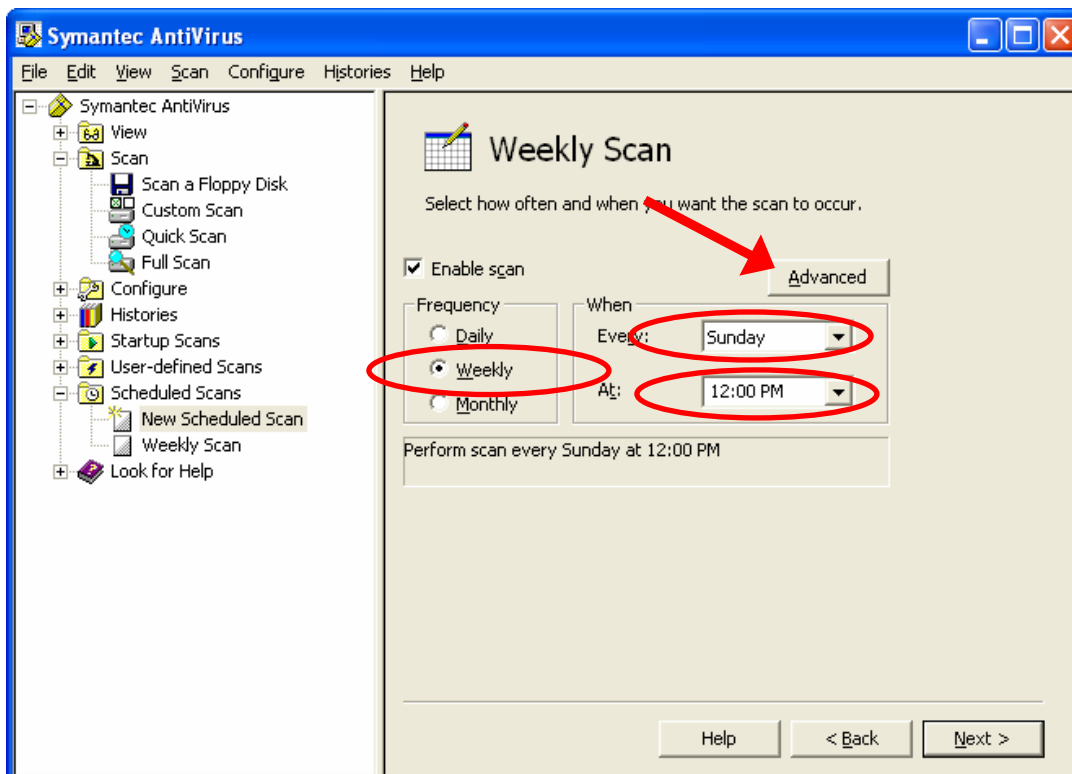 Symantec AntiVirus
File Edit View Scan Configure Histories Help
Symantec AntiVirus
View
Scan
Scan a Floppy Disk
Custom Scan
Quick Scan
Full Scan
Configure
Histories
Startup Scans
User-defined Scans
Scheduled Scans
New Scheduled Scan
Weekly Scan
Look for Help
Weekly Scan
Select how often and when you want the scan to occur.
Enable scan
Advanced
Frequency
Daily
Weekly
Monthly
When
Every: Sunday
At: 12:00 PM
Perform scan every Sunday at 12:00 PM
Help < Back Next >